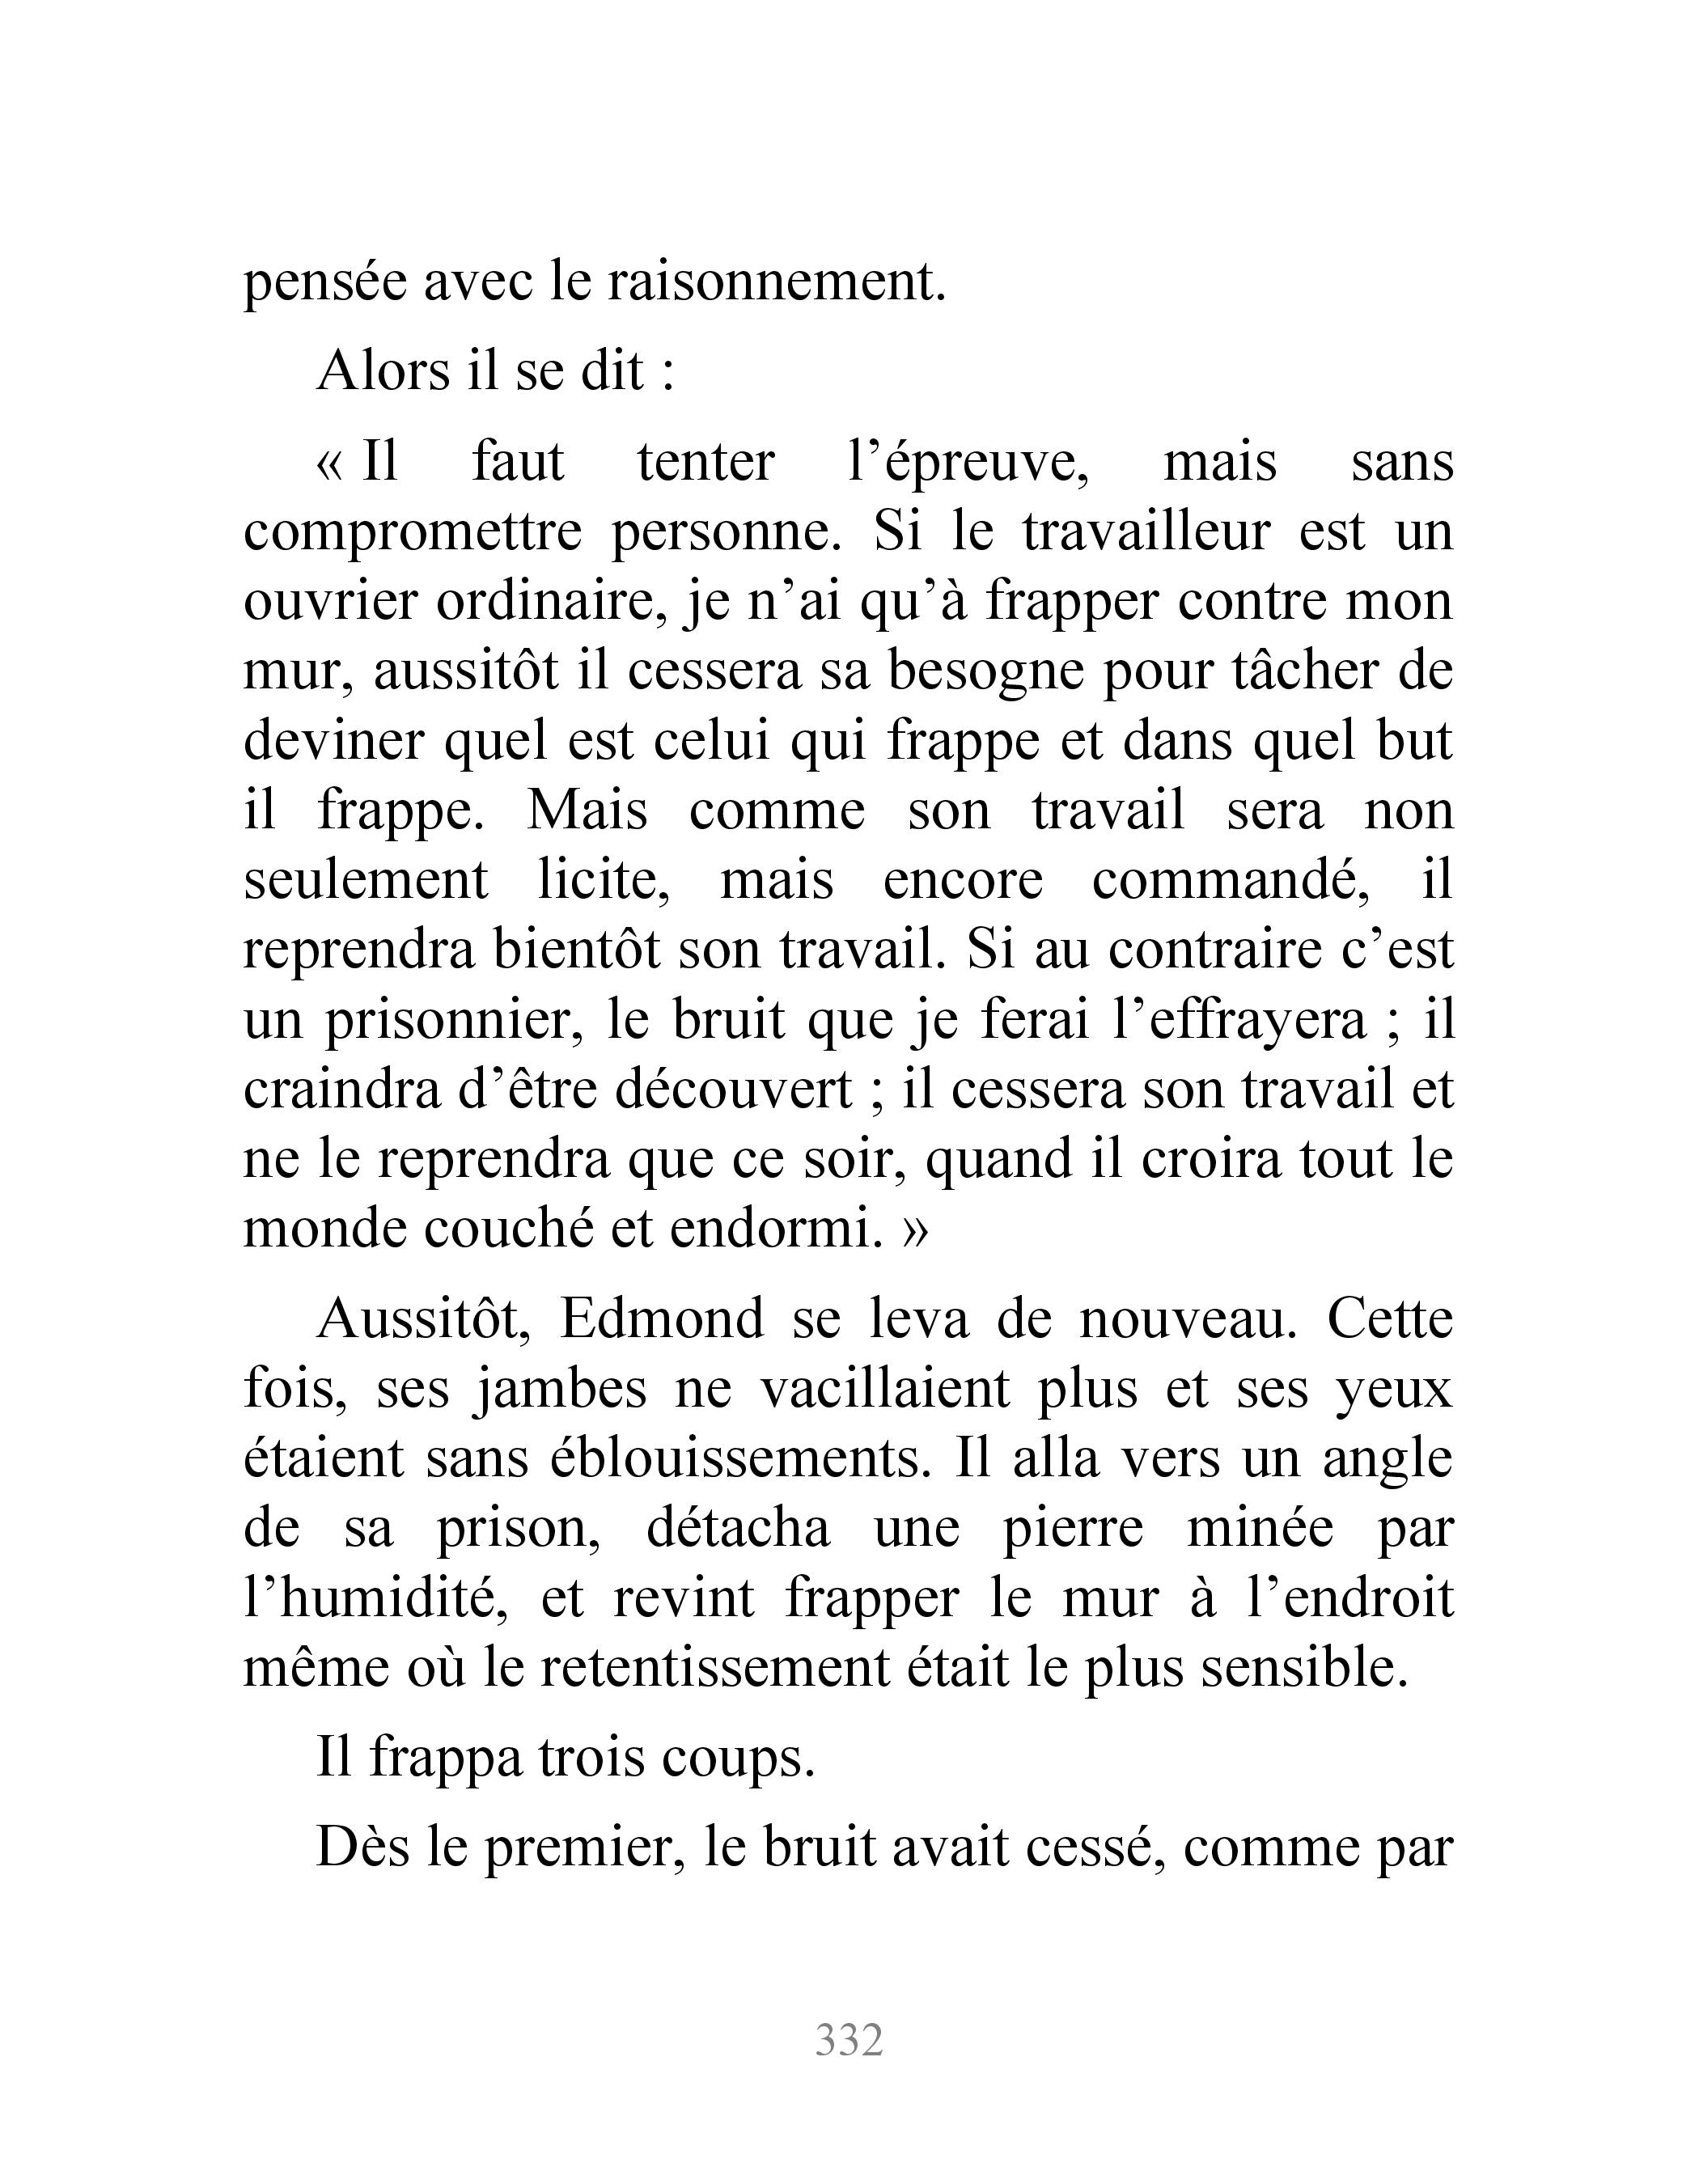 pensée avec le raisonnement.
Alors il se dit :
« Il faut tenter l’épreuve, mais sans
compromettre personne. Si le travailleur est un
ouvrier ordinaire, je n’ai qu’à frapper contre mon
mur, aussitôt il cessera sa besogne pour tâcher de
deviner quel est celui qui frappe et dans quel but
il frappe. Mais comme son travail sera non
seulement licite, mais encore commandé, il
reprendra bientôt son travail. Si au contraire c’est
un prisonnier, le bruit que je ferai l’effrayera ; il
craindra d’être découvert ; il cessera son travail et
ne le reprendra que ce soir, quand il croira tout le
monde couché et endormi. »
Aussitôt, Edmond se leva de nouveau. Cette
fois, ses jambes ne vacillaient plus et ses yeux
étaient sans éblouissements. Il alla vers un angle
de sa prison, détacha une pierre minée par
l’humidité, et revint frapper le mur à l’endroit
même où le retentissement était le plus sensible.
Il frappa trois coups.
Dès le premier, le bruit avait cessé, comme par
332